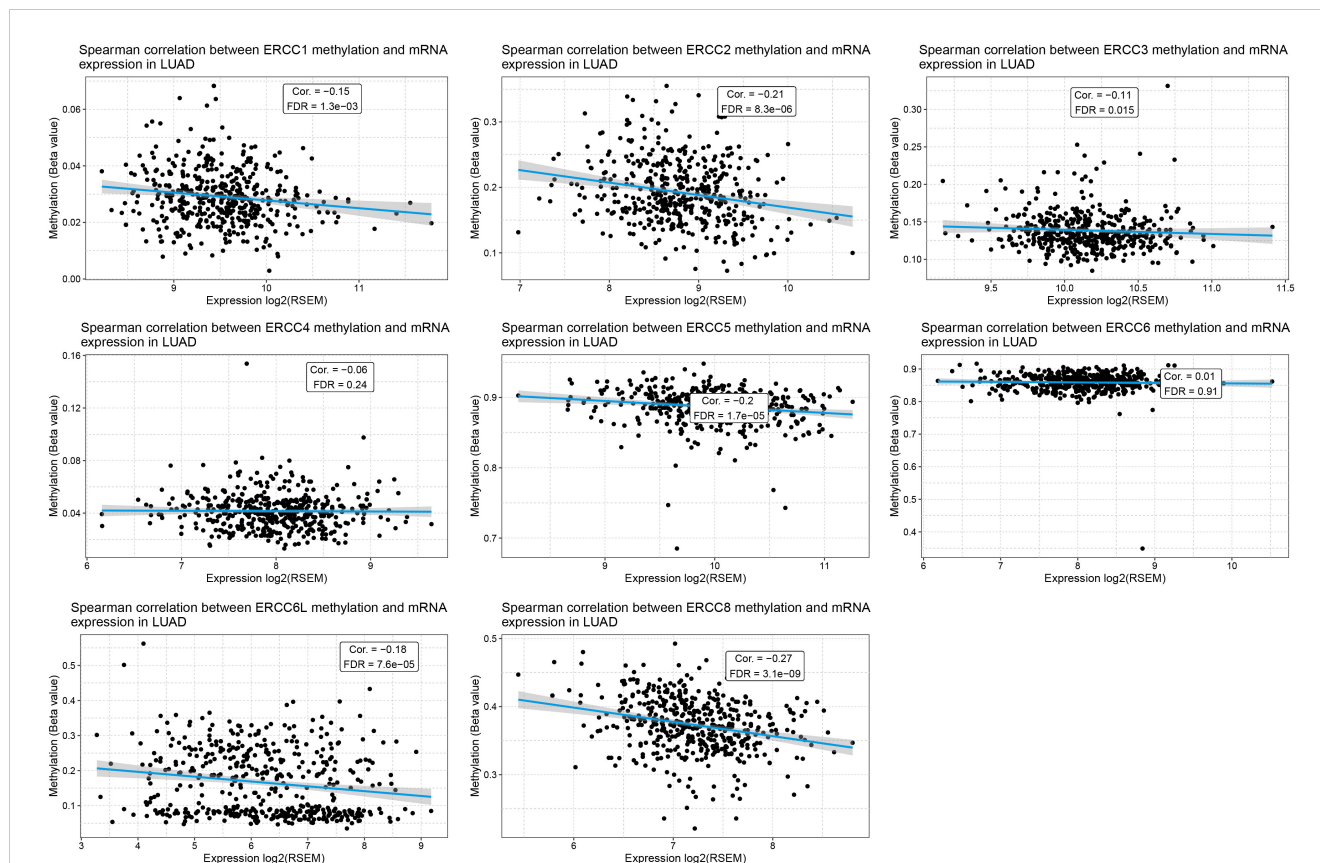 Spearman correlation between ERCC1 methylation and mRNA
expression in LUAD
Cor. = −0.15
FDR = 1.3e−03
0.06
0.04
0.02
0.00
Methylation (Beta value)
9
10
11
Expression log2(RSEM)
Spearman correlation between ERCC2 methylation and mRNA
expression in LUAD
Cor. = −0.21
FDR = 8.3e−06
0.3
0.2
0.1
Methylation (Beta value)
7
8
9
10
Expression log2(RSEM)
Spearman correlation between ERCC3 methylation and mRNA
expression in LUAD
Cor. = −0.11
FDR = 0.015
0.30
0.25
0.20
0.15
0.10
Methylation (Beta value)
9.5
10.0
10.5
11.0
11.5
Expression log2(RSEM)
Spearman correlation between ERCC4 methylation and mRNA
expression in LUAD
Cor. = −0.06
FDR = 0.24
0.16
0.12
0.08
0.04
Methylation (Beta value)
6
7
8
9
Expression log2(RSEM)
Spearman correlation between ERCC5 methylation and mRNA
expression in LUAD
Cor. = −0.2
FDR = 1.7e−05
0.9
0.8
0.7
Methylation (Beta value)
9
10
11
Expression log2(RSEM)
Spearman correlation between ERCC6 methylation and mRNA
expression in LUAD
Cor. = 0.01
FDR = 0.91
0.9
0.8
0.7
0.6
0.5
0.4
Methylation (Beta value)
6
7
8
9
10
Expression log2(RSEM)
Spearman correlation between ERCC6L methylation and mRNA
expression in LUAD
Cor. = −0.18
FDR = 7.6e−05
0.5
0.4
0.3
0.2
0.1
Methylation (Beta value)
3
4
5
6
7
8
9
Expression log2(RSEM)
Spearman correlation between ERCC8 methylation and mRNA
expression in LUAD
Cor. = −0.27
FDR = 3.1e−09
0.5
0.4
0.3
Methylation (Beta value)
6
7
8
Expression log2(RSEM)